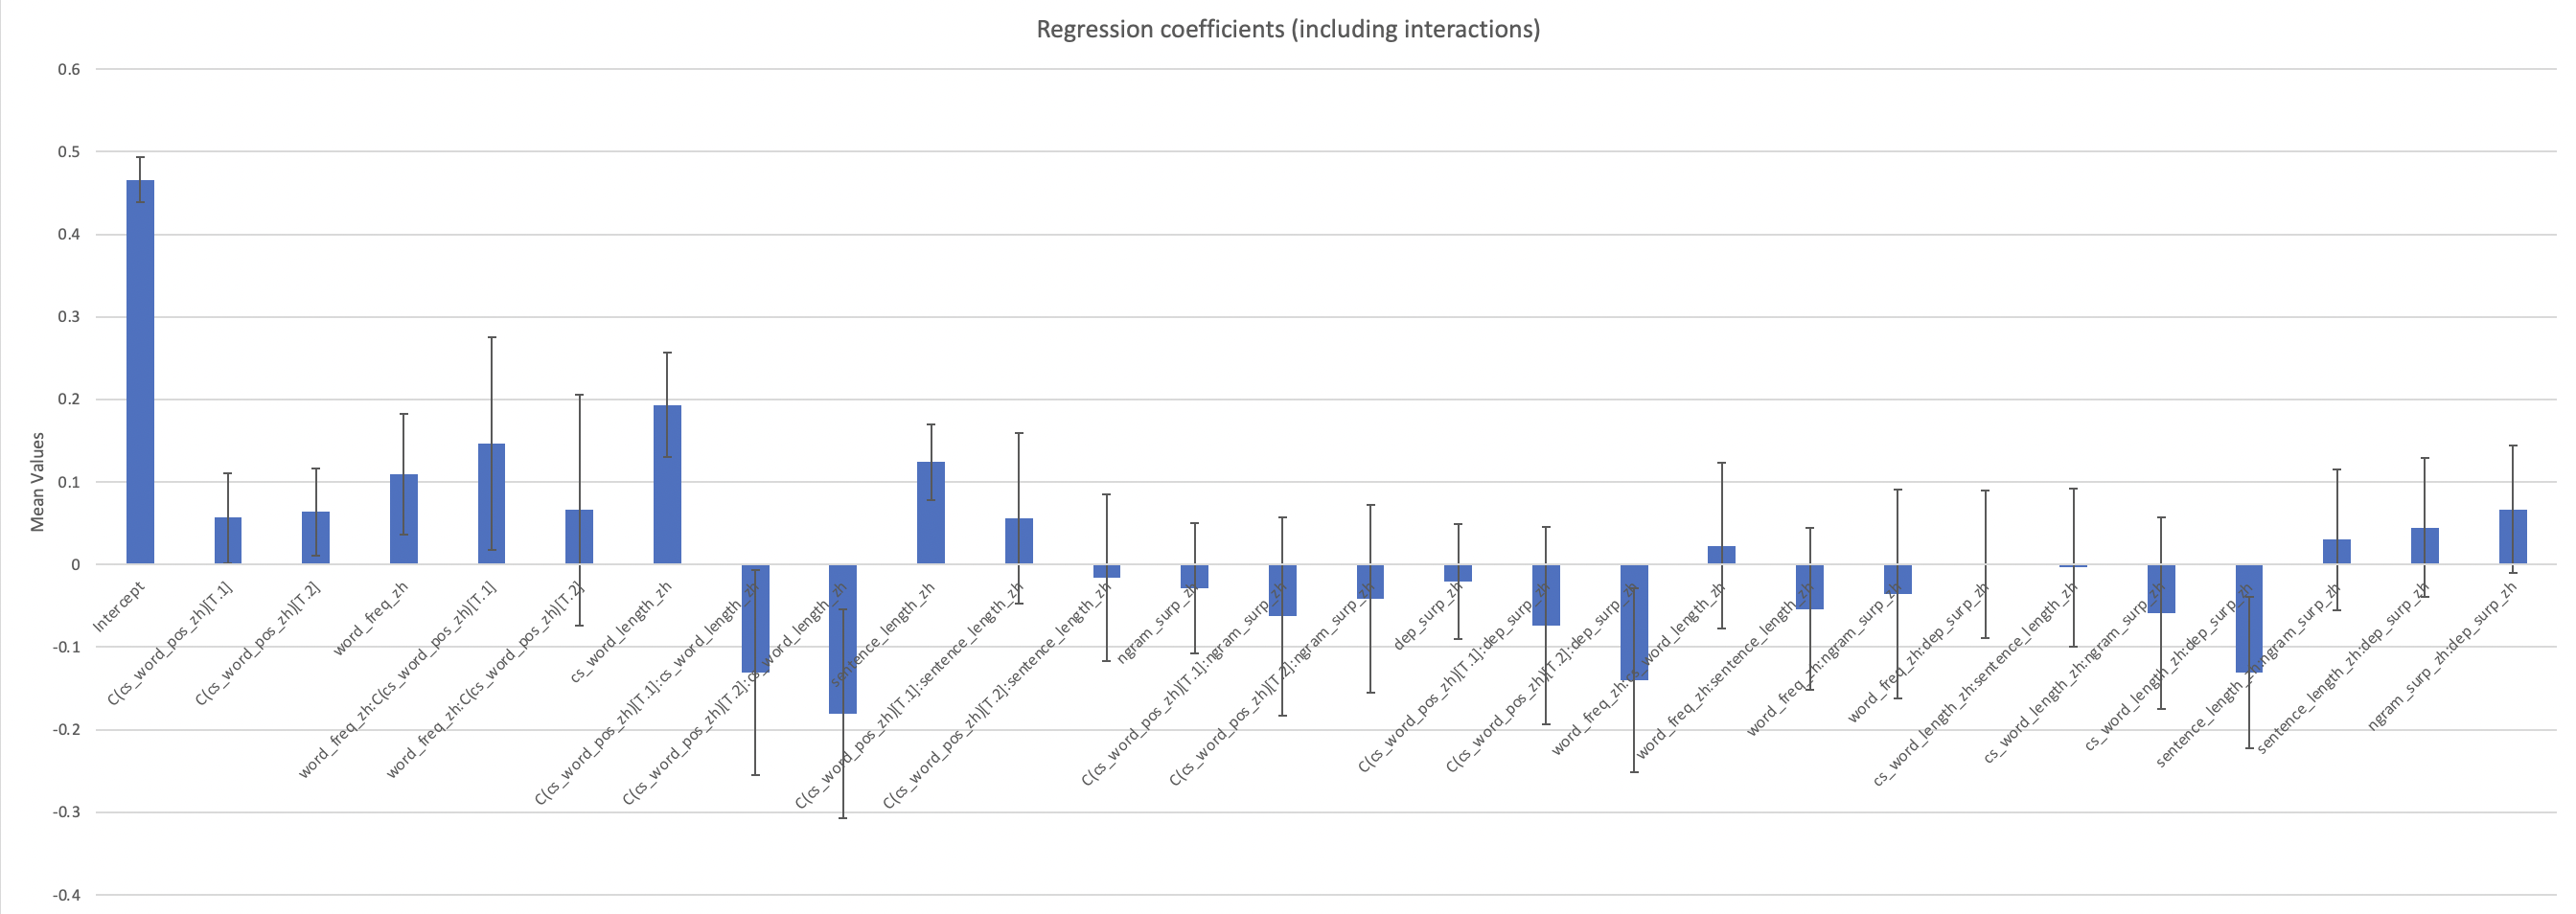 Regression coefficients (including interactions)
Mean Values
0.6
0.5
0.4
0.3
0.2
0.1
0
-0.1
-0.2
-0.3
-0.4
Intercept
C(cs_word_pos_zh)[T.1]
C(cs_word_pos_zh)[T.2]
word_freq_zh
word_freq_zh:C(cs_word_pos_zh)[T.1]
word_freq_zh:C(cs_word_pos_zh)[T.2]
cs_word_length_zh
C(cs_word_pos_zh)[T.1]:cs_word_length_zh
C(cs_word_pos_zh)[T.2]:cs_word_length_zh
sentence_length_zh
C(cs_word_pos_zh)[T.1]:sentence_length_zh
C(cs_word_pos_zh)[T.2]:sentence_length_zh
ngram_surp_zh
C(cs_word_pos_zh)[T.1]:ngram_surp_zh
C(cs_word_pos_zh)[T.2]:ngram_surp_zh
dep_surp_zh
C(cs_word_pos_zh)[T.1]:dep_surp_zh
C(cs_word_pos_zh)[T.2]:dep_surp_zh
word_freq_zh:cs_word_length_zh
word_freq_zh:sentence_length_zh
word_freq_zh:ngram_surp_zh
word_freq_zh:dep_surp_zh
cs_word_length_zh:sentence_length_zh
cs_word_length_zh:ngram_surp_zh
cs_word_length_zh:dep_surp_zh
sentence_length_zh:ngram_surp_zh
sentence_length_zh:dep_surp_zh
ngram_surp_zh:dep_surp_zh